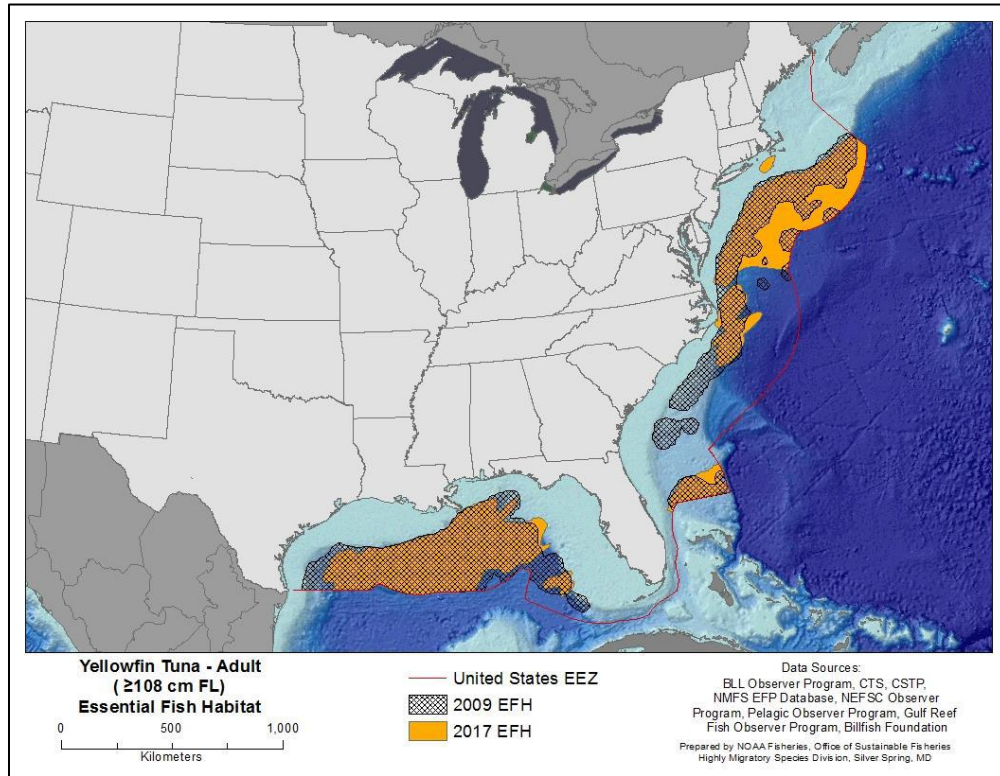 Yellowfin Tuna - Adult
( ≥108 cm FL)
Essential Fish Habitat
0 500 1,000
Kilometers
United States EEZ
2009 EFH
2017 EFH
Data Sources:
BLL Observer Program, CTS, CSTP,
NMFS EFP Database, NEFSC Observer
Program, Pelagic Observer Program, Gulf Reef
Fish Observer Program, Billfish Foundation
Prepared by NOAA Fisheries, Office of Sustainable Fisheries
Highly Migratory Species Division, Silver Spring, MD